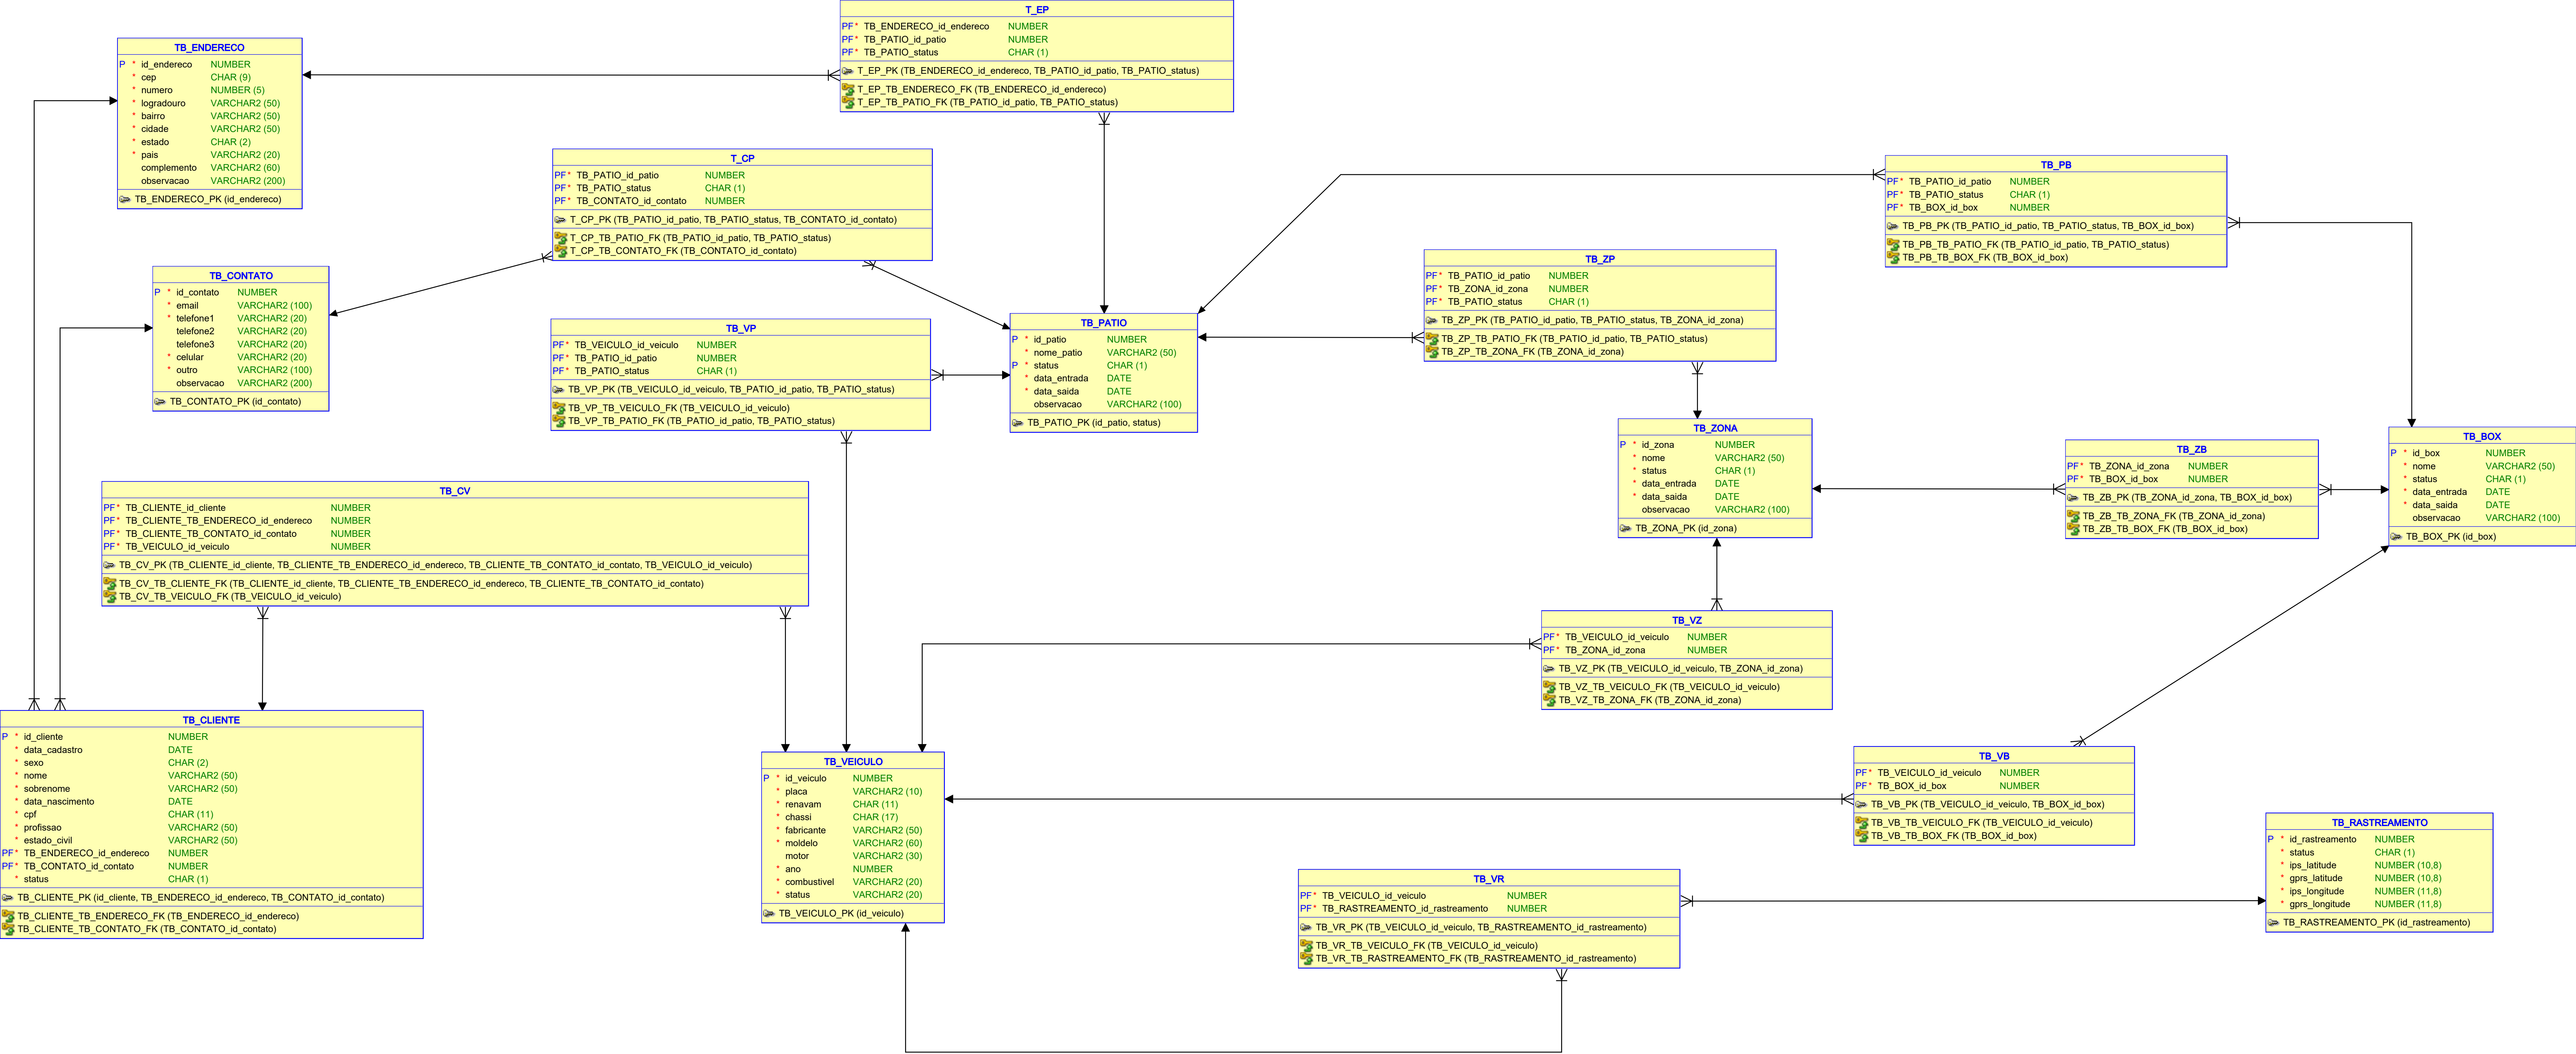 T_EP
PF* TB_ENDERECO_id_endereco NUMBER
PF* TB_PATIO_id_patio NUMBER
PF* TB_PATIO_status CHAR (1)
T_EP_PK (TB_ENDERECO_id_endereco, TB_PATIO_id_patio, TB_PATIO_status)
T_EP_TB_ENDERECO_FK (TB_ENDERECO_id_endereco)
T_EP_TB_PATIO_FK (TB_PATIO_id_patio, TB_PATIO_status)
TB_ENDERECO
P * id_endereco NUMBER
* cep CHAR (9)
* numero NUMBER (5)
* logradouro VARCHAR2 (50)
* bairro VARCHAR2 (50)
* cidade VARCHAR2 (50)
* estado CHAR (2)
* pais VARCHAR2 (20)
complemento VARCHAR2 (60)
observacao VARCHAR2 (200)
TB_ENDERECO_PK (id_endereco)
T_CP
PF* TB_PATIO_id_patio NUMBER
PF* TB_PATIO_status CHAR (1)
PF* TB_CONTATO_id_contato NUMBER
T_CP_PK (TB_PATIO_id_patio, TB_PATIO_status, TB_CONTATO_id_contato)
T_CP_TB_PATIO_FK (TB_PATIO_id_patio, TB_PATIO_status)
T_CP_TB_CONTATO_FK (TB_CONTATO_id_contato)
TB_PB
PF* TB_PATIO_id_patio NUMBER
PF* TB_PATIO_status CHAR (1)
PF* TB_BOX_id_box NUMBER
TB_PB_PK (TB_PATIO_id_patio, TB_PATIO_status, TB_BOX_id_box)
TB_PB_TB_PATIO_FK (TB_PATIO_id_patio, TB_PATIO_status)
TB_PB_TB_BOX_FK (TB_BOX_id_box)
TB_CONTATO
P * id_contato NUMBER
* email VARCHAR2 (100)
* telefone1 VARCHAR2 (20)
telefone2 VARCHAR2 (20)
telefone3 VARCHAR2 (20)
* celular VARCHAR2 (20)
* outro VARCHAR2 (100)
observacao VARCHAR2 (200)
TB_CONTATO_PK (id_contato)
TB_VP
PF* TB_VEICULO_id_veiculo NUMBER
PF* TB_PATIO_id_patio NUMBER
PF* TB_PATIO_status CHAR (1)
TB_VP_PK (TB_VEICULO_id_veiculo, TB_PATIO_id_patio, TB_PATIO_status)
TB_VP_TB_VEICULO_FK (TB_VEICULO_id_veiculo)
TB_VP_TB_PATIO_FK (TB_PATIO_id_patio, TB_PATIO_status)
TB_PATIO
P * id_patio NUMBER
* nome_patio VARCHAR2 (50)
P * status CHAR (1)
* data_entrada DATE
* data_saida DATE
observacao VARCHAR2 (100)
TB_PATIO_PK (id_patio, status)
TB_ZP
PF* TB_PATIO_id_patio NUMBER
PF* TB_ZONA_id_zona NUMBER
PF* TB_PATIO_status CHAR (1)
TB_ZP_PK (TB_PATIO_id_patio, TB_PATIO_status, TB_ZONA_id_zona)
TB_ZP_TB_PATIO_FK (TB_PATIO_id_patio, TB_PATIO_status)
TB_ZP_TB_ZONA_FK (TB_ZONA_id_zona)
TB_ZONA
P * id_zona NUMBER
* nome VARCHAR2 (50)
* status CHAR (1)
* data_entrada DATE
* data_saida DATE
observacao VARCHAR2 (100)
TB_ZONA_PK (id_zona)
TB_ZB
PF* TB_ZONA_id_zona NUMBER
PF* TB_BOX_id_box NUMBER
TB_ZB_PK (TB_ZONA_id_zona, TB_BOX_id_box)
TB_ZB_TB_ZONA_FK (TB_ZONA_id_zona)
TB_ZB_TB_BOX_FK (TB_BOX_id_box)
TB_BOX
P * id_box NUMBER
* nome VARCHAR2 (50)
* status CHAR (1)
* data_entrada DATE
* data_saida DATE
observacao VARCHAR2 (100)
TB_BOX_PK (id_box)
TB_CV
PF* TB_CLIENTE_id_cliente NUMBER
PF* TB_CLIENTE_TB_ENDERECO_id_endereco NUMBER
PF* TB_CLIENTE_TB_CONTATO_id_contato NUMBER
PF* TB_VEICULO_id_veiculo NUMBER
TB_CV_PK (TB_CLIENTE_id_cliente, TB_CLIENTE_TB_ENDERECO_id_endereco, TB_CLIENTE_TB_CONTATO_id_contato, TB_VEICULO_id_veiculo)
TB_CV_TB_CLIENTE_FK (TB_CLIENTE_id_cliente, TB_CLIENTE_TB_ENDERECO_id_endereco, TB_CLIENTE_TB_CONTATO_id_contato)
TB_CV_TB_VEICULO_FK (TB_VEICULO_id_veiculo)
TB_VZ
PF* TB_VEICULO_id_veiculo NUMBER
PF* TB_ZONA_id_zona NUMBER
TB_VZ_PK (TB_VEICULO_id_veiculo, TB_ZONA_id_zona)
TB_VZ_TB_VEICULO_FK (TB_VEICULO_id_veiculo)
TB_VZ_TB_ZONA_FK (TB_ZONA_id_zona)
TB_CLIENTE
P * id_cliente NUMBER
* data_cadastro DATE
* sexo CHAR (2)
* nome VARCHAR2 (50)
* sobrenome VARCHAR2 (50)
* data_nascimento DATE
* cpf CHAR (11)
* profissao VARCHAR2 (50)
* estado_civil VARCHAR2 (50)
PF* TB_ENDERECO_id_endereco NUMBER
PF* TB_CONTATO_id_contato NUMBER
* status CHAR (1)
TB_CLIENTE_PK (id_cliente, TB_ENDERECO_id_endereco, TB_CONTATO_id_contato)
TB_CLIENTE_TB_ENDERECO_FK (TB_ENDERECO_id_endereco)
TB_CLIENTE_TB_CONTATO_FK (TB_CONTATO_id_contato)
TB_VEICULO
P * id_veiculo NUMBER
* placa VARCHAR2 (10)
* renavam CHAR (11)
* chassi CHAR (17)
* fabricante VARCHAR2 (50)
* moldelo VARCHAR2 (60)
motor VARCHAR2 (30)
* ano NUMBER
* combustivel VARCHAR2 (20)
* status VARCHAR2 (20)
TB_VEICULO_PK (id_veiculo)
TB_VB
PF* TB_VEICULO_id_veiculo NUMBER
PF* TB_BOX_id_box NUMBER
TB_VB_PK (TB_VEICULO_id_veiculo, TB_BOX_id_box)
TB_VB_TB_VEICULO_FK (TB_VEICULO_id_veiculo)
TB_VB_TB_BOX_FK (TB_BOX_id_box)
TB_RASTREAMENTO
P * id_rastreamento NUMBER
* status CHAR (1)
* ips_latitude NUMBER (10,8)
* gprs_latitude NUMBER (10,8)
* ips_longitude NUMBER (11,8)
* gprs_longitude NUMBER (11,8)
TB_RASTREAMENTO_PK (id_rastreamento)
TB_VR
PF* TB_VEICULO_id_veiculo NUMBER
PF* TB_RASTREAMENTO_id_rastreamento NUMBER
TB_VR_PK (TB_VEICULO_id_veiculo, TB_RASTREAMENTO_id_rastreamento)
TB_VR_TB_VEICULO_FK (TB_VEICULO_id_veiculo)
TB_VR_TB_RASTREAMENTO_FK (TB_RASTREAMENTO_id_rastreamento)